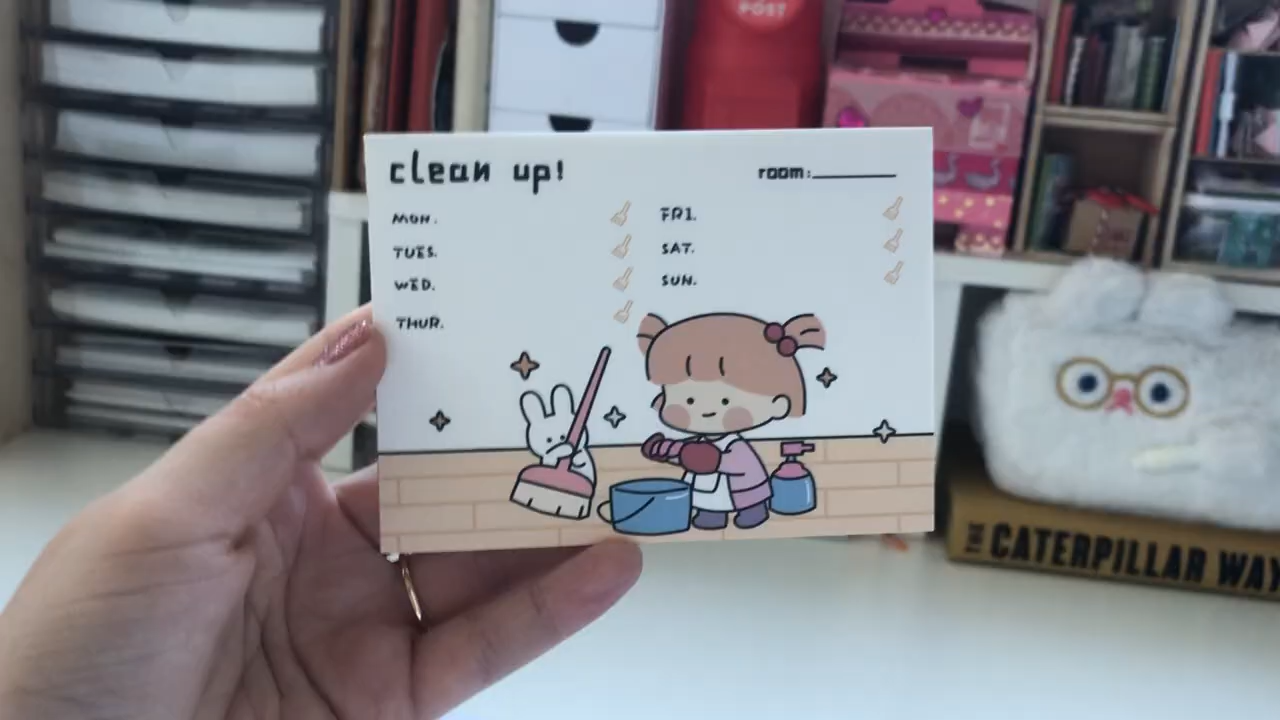 POST
clean up!
room:
MON.
TUES.
WED.
THUR.
FRI.
SAT.
SUN.
THE CATERPILLAR WAY